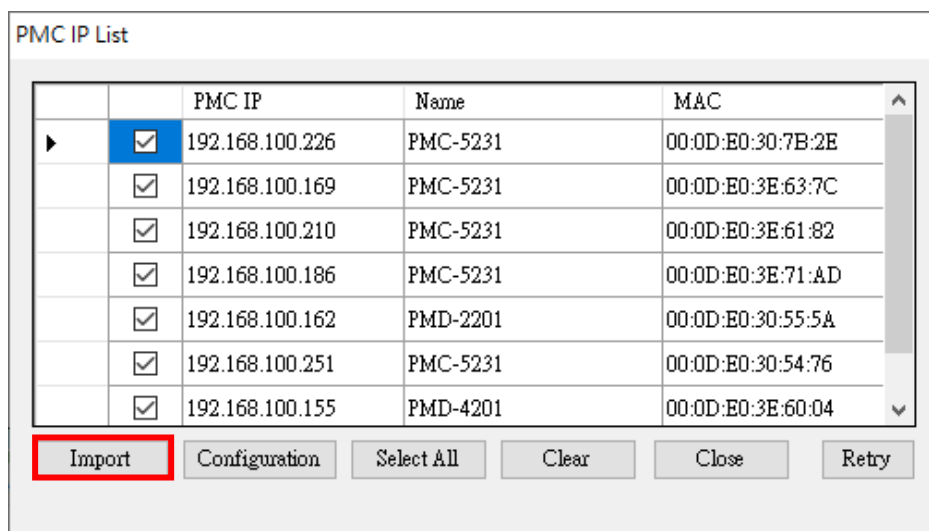 PMC IP List
PMC IP Name MAC
192.168.100.226 PMC-5231 00:0D:E0:30:7B:2E
192.168.100.169 PMC-5231 00:0D:E0:3E:63:7C
192.168.100.210 PMC-5231 00:0D:E0:3E:61:82
192.168.100.186 PMC-5231 00:0D:E0:3E:71:AD
192.168.100.162 PMD-2201 00:0D:E0:30:55:5A
192.168.100.251 PMC-5231 00:0D:E0:30:54:76
192.168.100.155 PMD-4201 00:0D:E0:3E:60:04
Import Configuration Select All Clear Close Retry